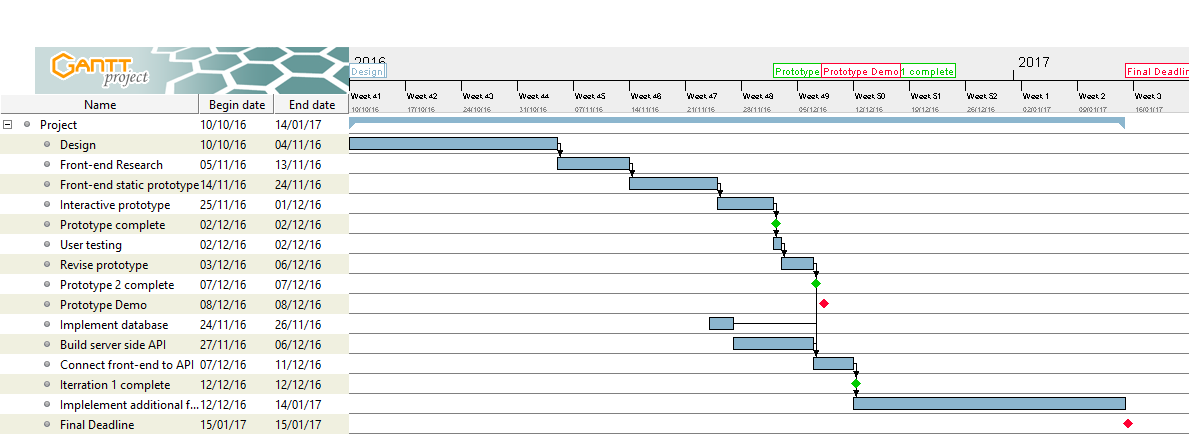 GANTT
project
2016
2017
Design
Prototype
Prototype Demo
1 complete
Final Deadlin
Name Begin date End date
Week 41 Week 42 Week 43 Week 44 Week 45 Week 46 Week 47 Week 48 Week 49 Week 50 Week 51 Week 52 Week 1 Week 2 Week 3
10/10/16 17/10/16 24/10/16 31/10/16 07/11/16 14/11/16 21/11/16 28/11/16 05/12/16 12/12/16 19/12/16 26/12/16 02/01/17 09/01/17 16/01/17
Project 10/10/16 14/01/17
Design 10/10/16 04/11/16
Front-end Research 05/11/16 13/11/16
Front-end static prototype 14/11/16 24/11/16
Interactive prototype 25/11/16 01/12/16
Prototype complete 02/12/16 02/12/16
User testing 02/12/16 02/12/16
Revise prototype 03/12/16 06/12/16
Prototype 2 complete 07/12/16 07/12/16
Prototype Demo 08/12/16 08/12/16
Implement database 24/11/16 26/11/16
Build server side API 27/11/16 06/12/16
Connect front-end to API 07/12/16 11/12/16
Iterration 1 complete 12/12/16 12/12/16
Implelement additional f... 12/12/16 14/01/17
Final Deadline 15/01/17 15/01/17